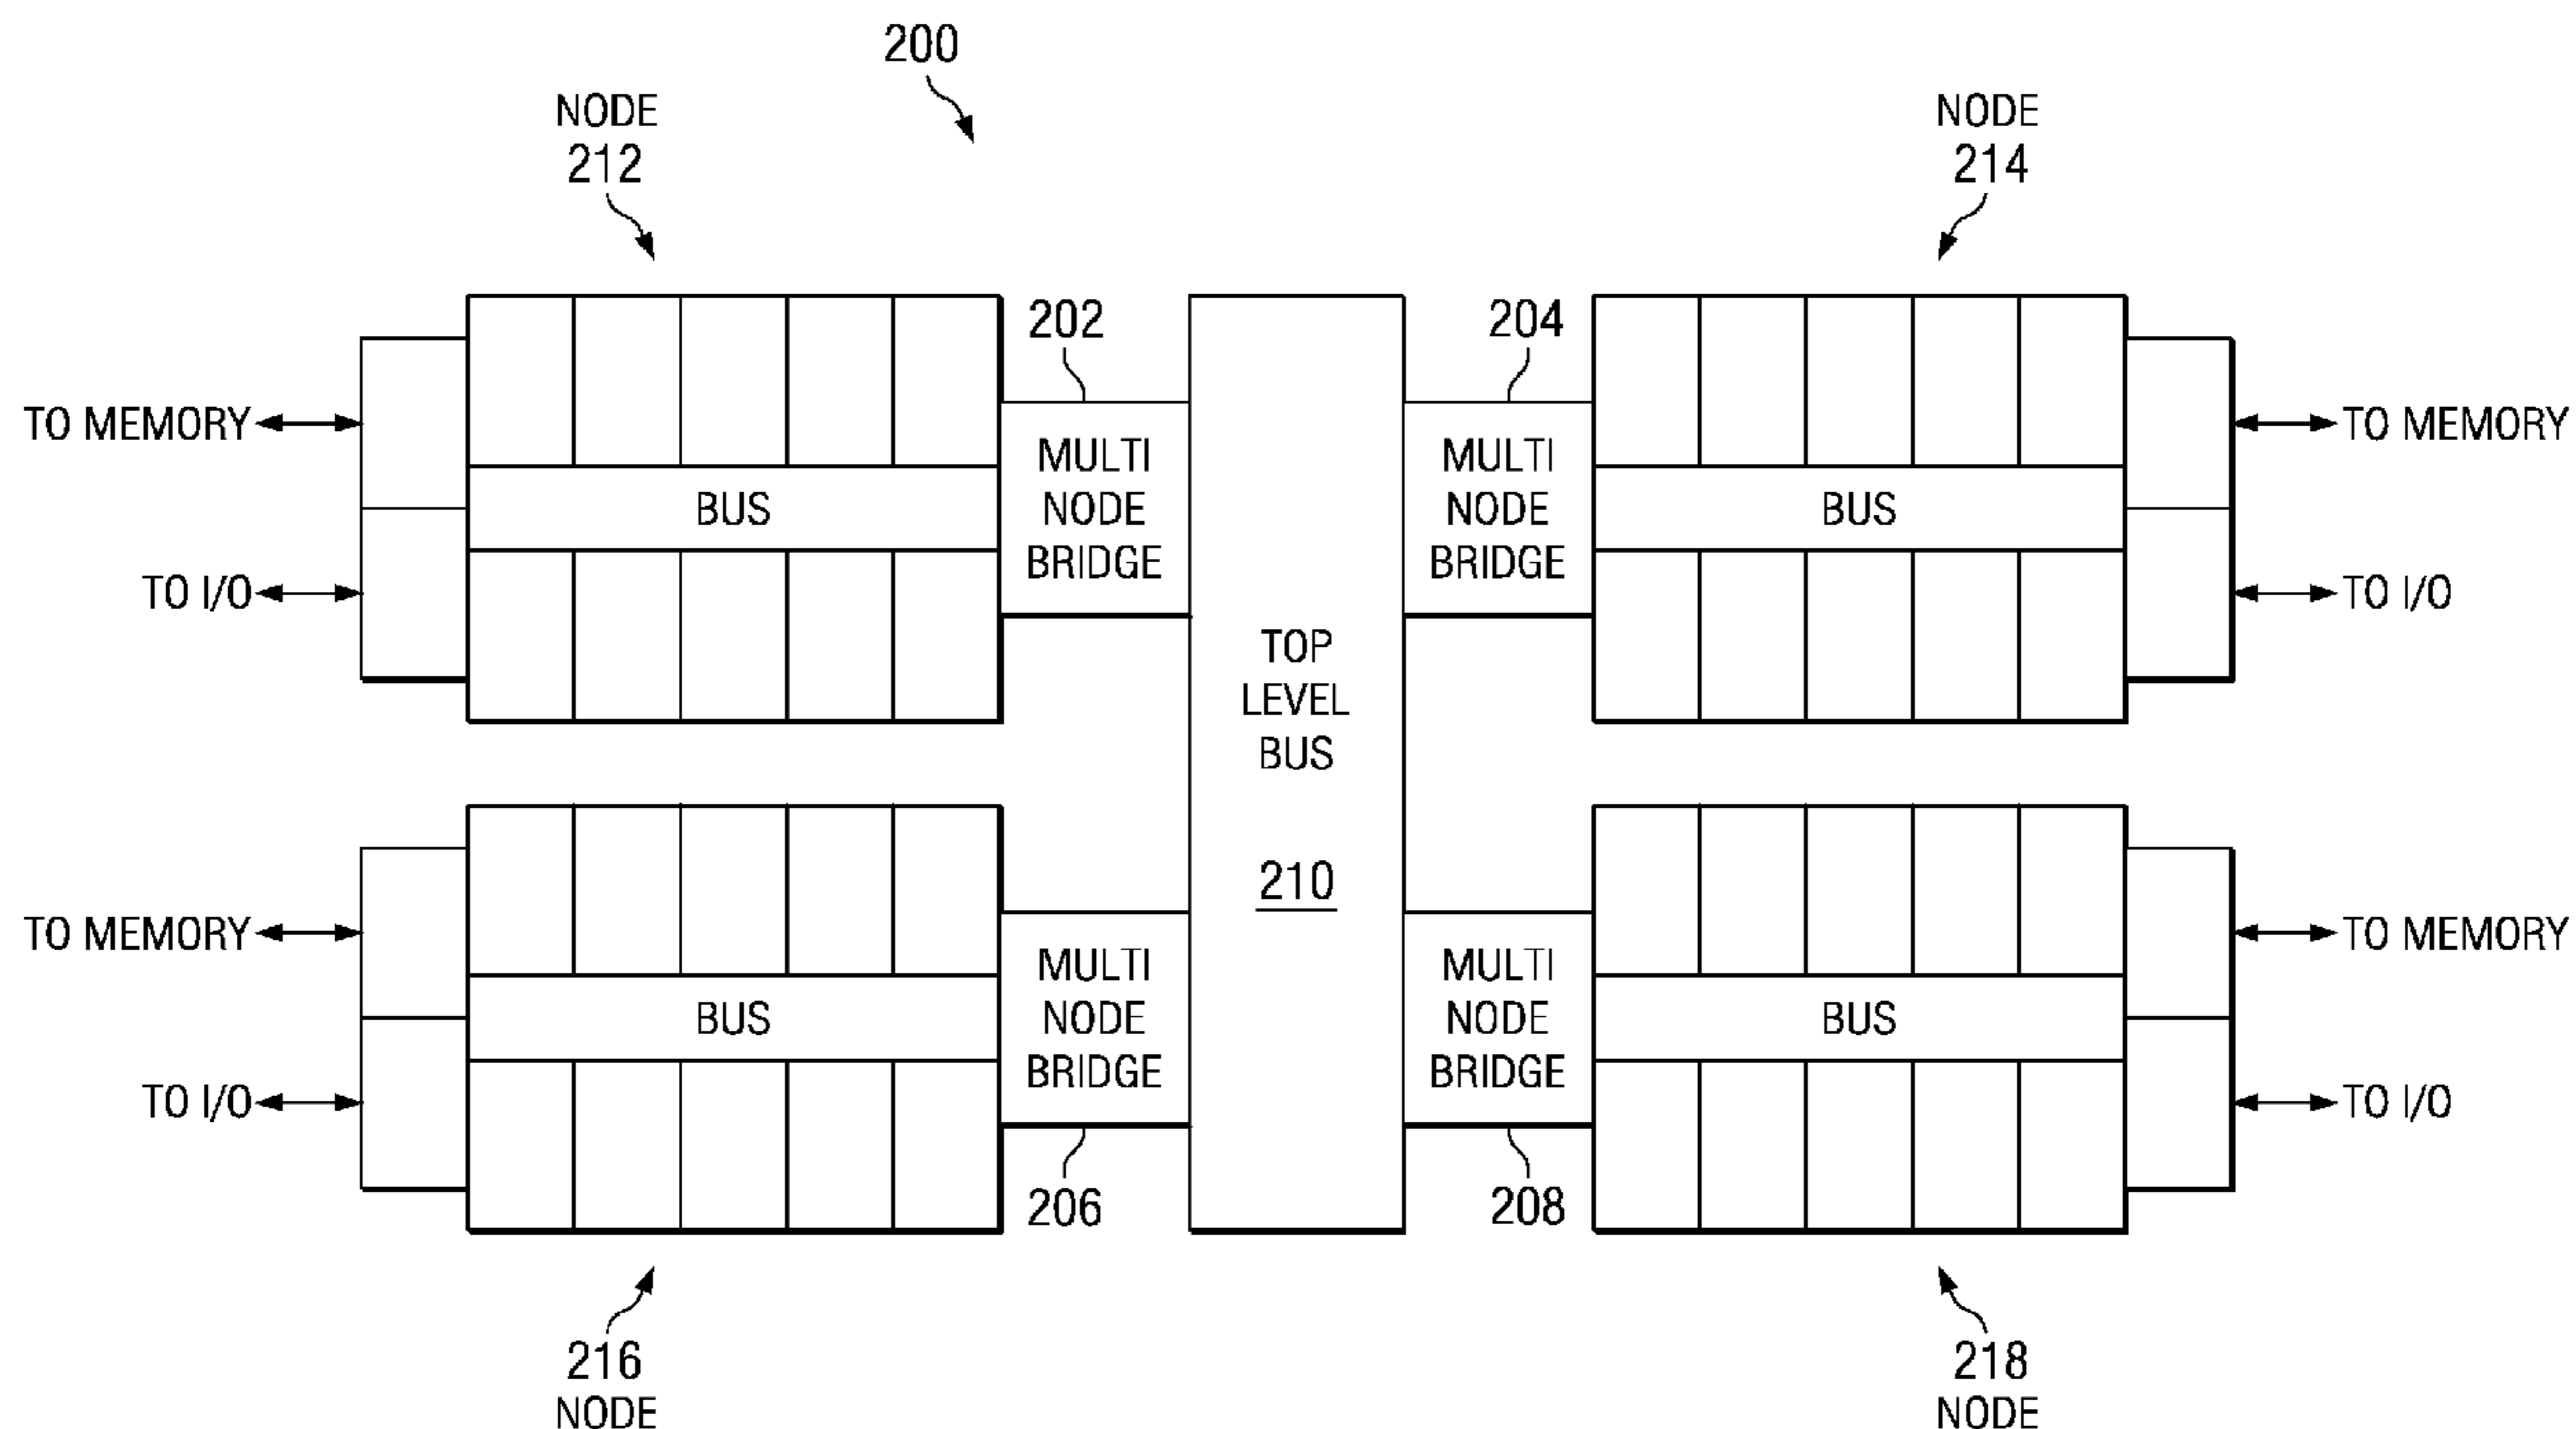 200
NODE
212
NODE
214
202
204
TO MEMORY
MULTI
NODE
BRIDGE
MULTI
NODE
BRIDGE
TO MEMORY
BUS
BUS
TO I/O
TO I/O
TOP
LEVEL
BUS
210
TO MEMORY
MULTI
NODE
BRIDGE
MULTI
NODE
BRIDGE
TO MEMORY
BUS
BUS
TO I/O
TO I/O
206
208
216
NODE
218
NODE